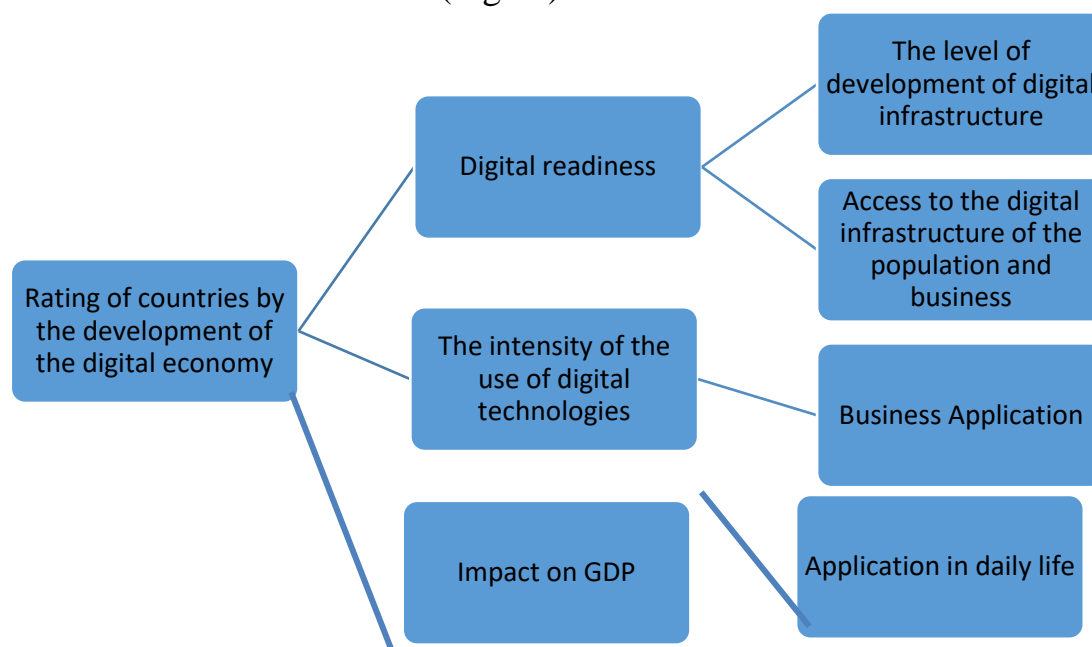 Rating of countries by
the development of
the digital economy
Digital readiness
The intensity of the
use of digital
technologies
Impact on GDP
The level of
development of digital
infrastructure
Access to the digital
infrastructure of the
population and
business
Business Application
Application in daily life